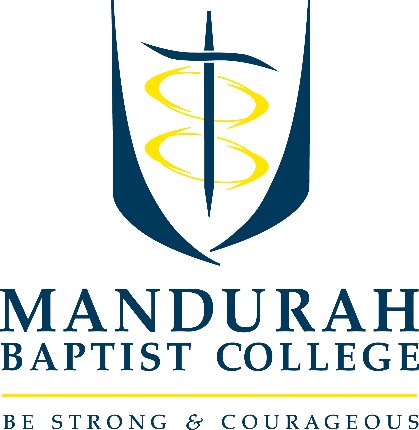 MANDURAH
BAPTIST COLLEGE
BE STRONG & COURAGEOUS